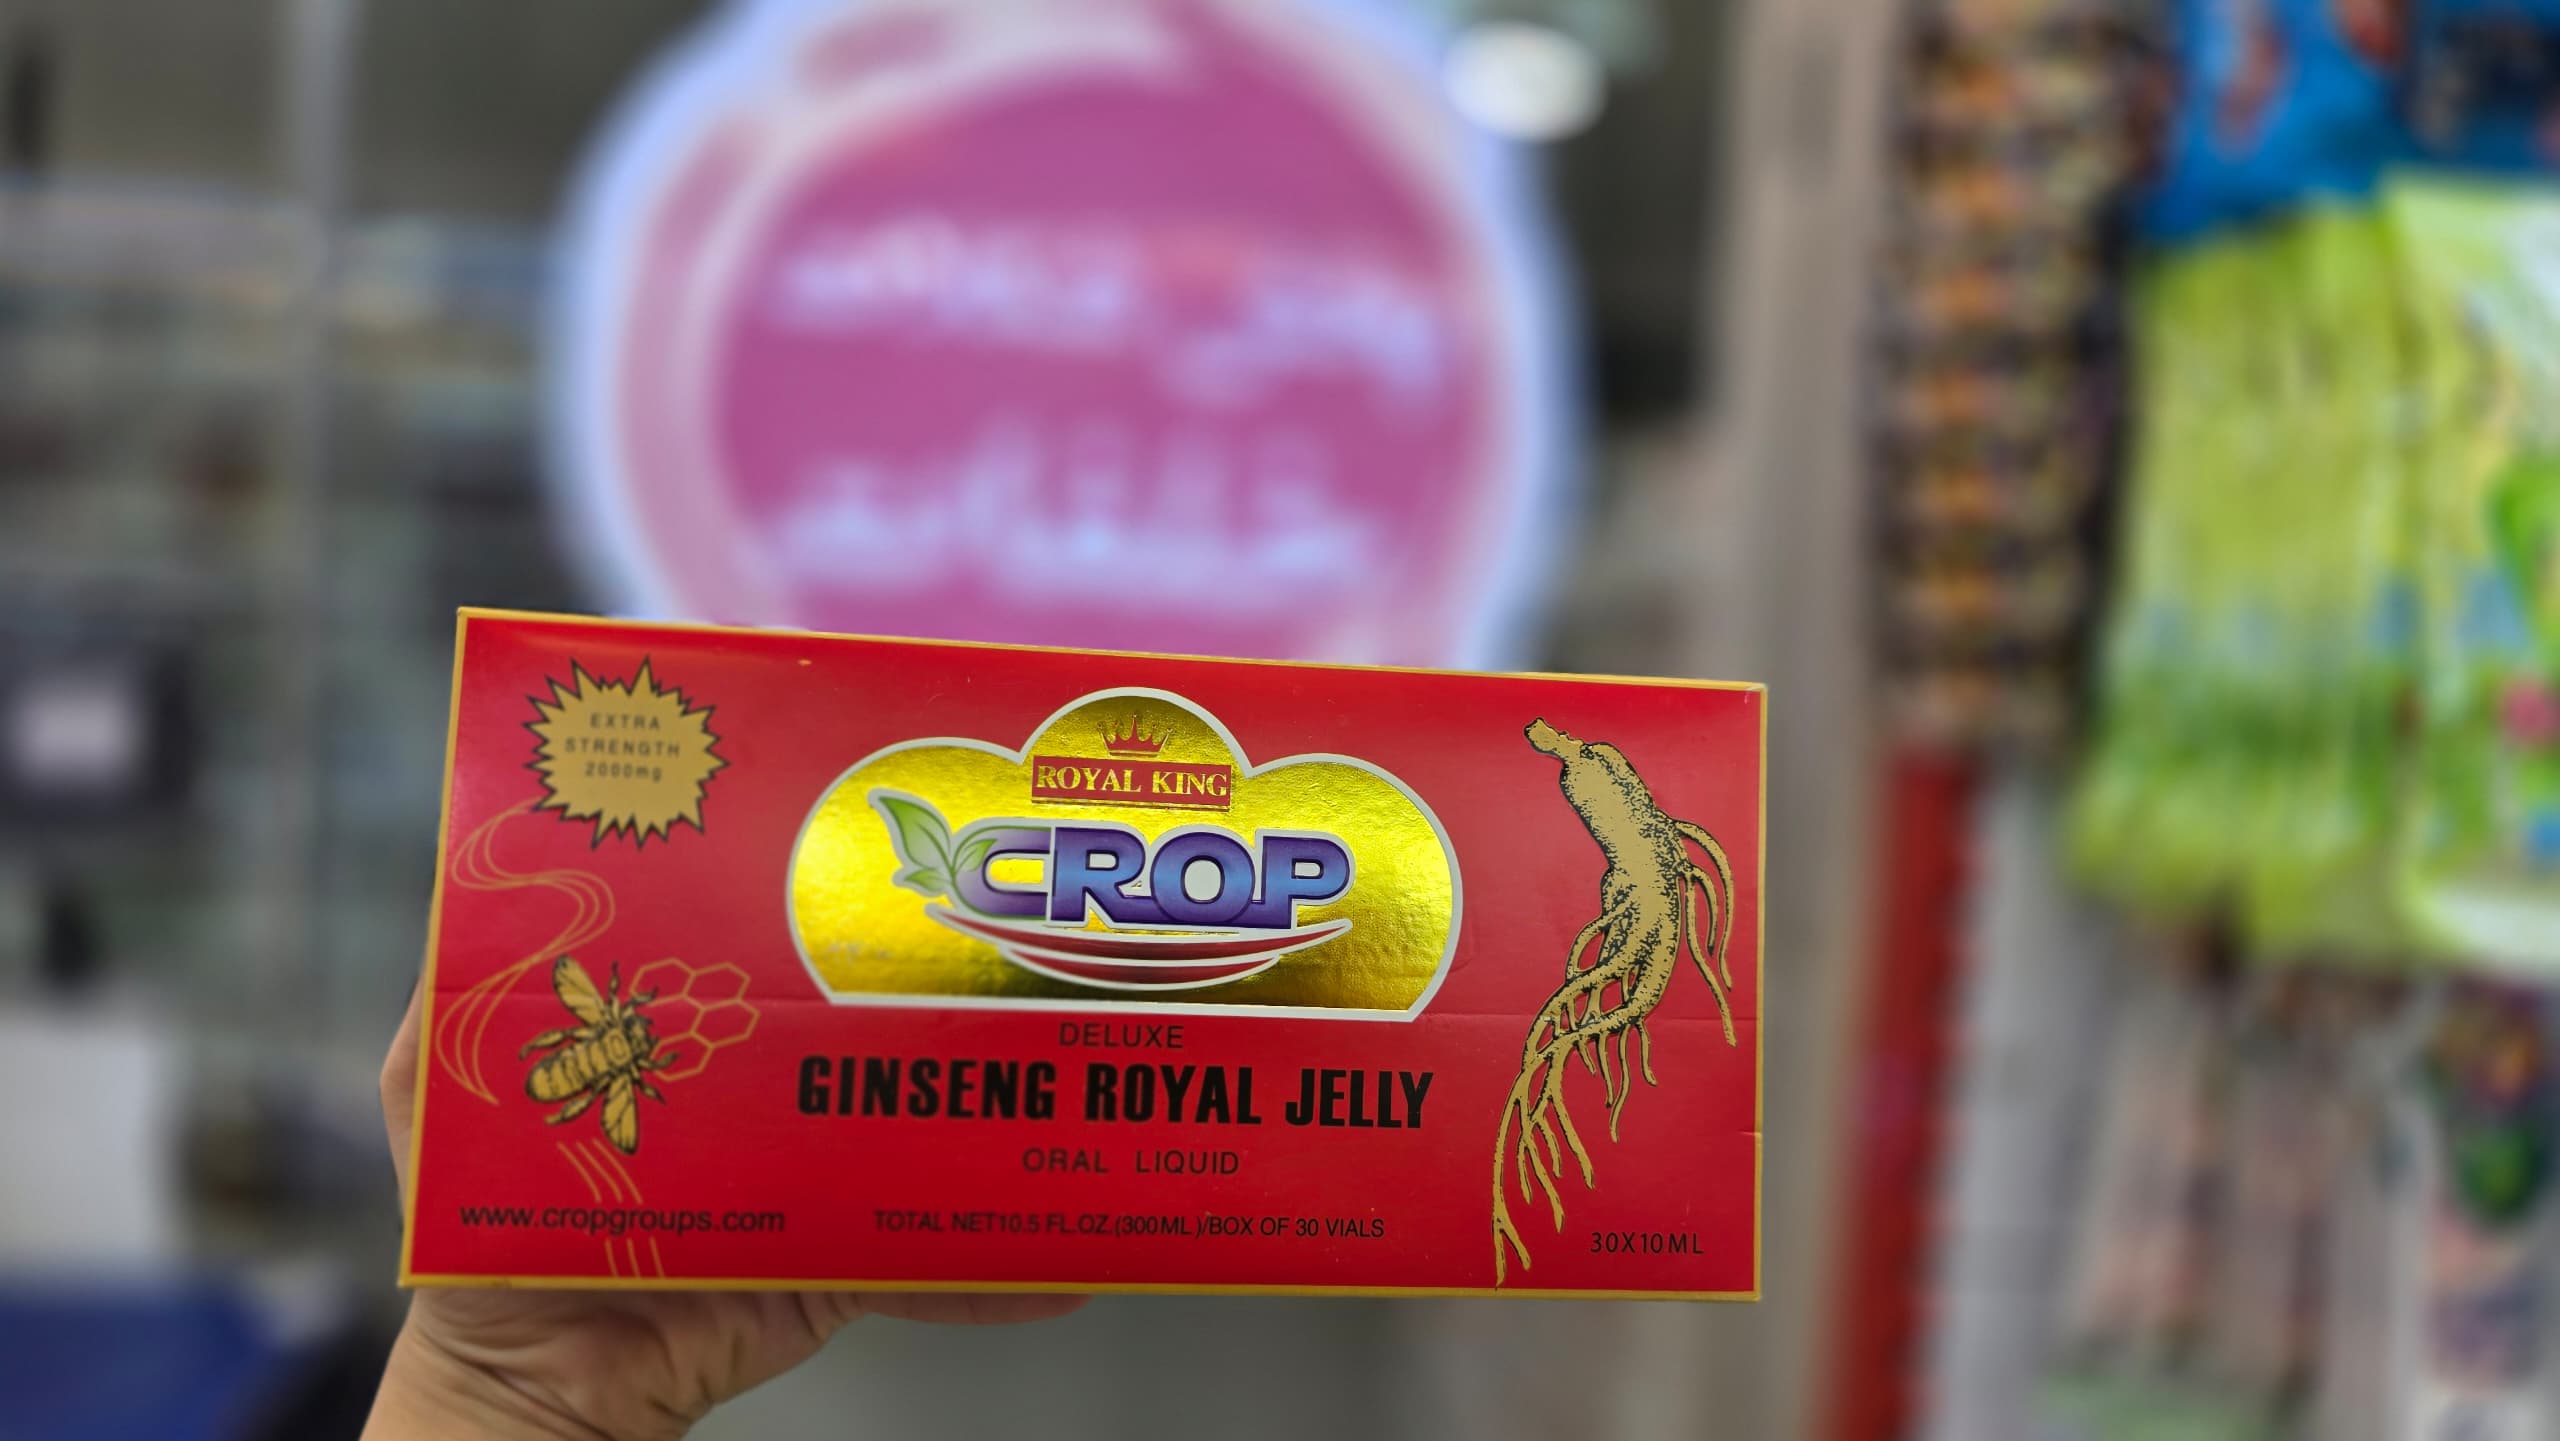 EXTRA
STRENGTH
2000mg
ROYAL KING
CROP
DELUXE
GINSENG ROYAL JELLY
ORAL LIQUID
www.cropgroups.com
TOTAL NET10.5 FL.OZ.(300ML)/BOX OF 30 VIALS
30X10ML